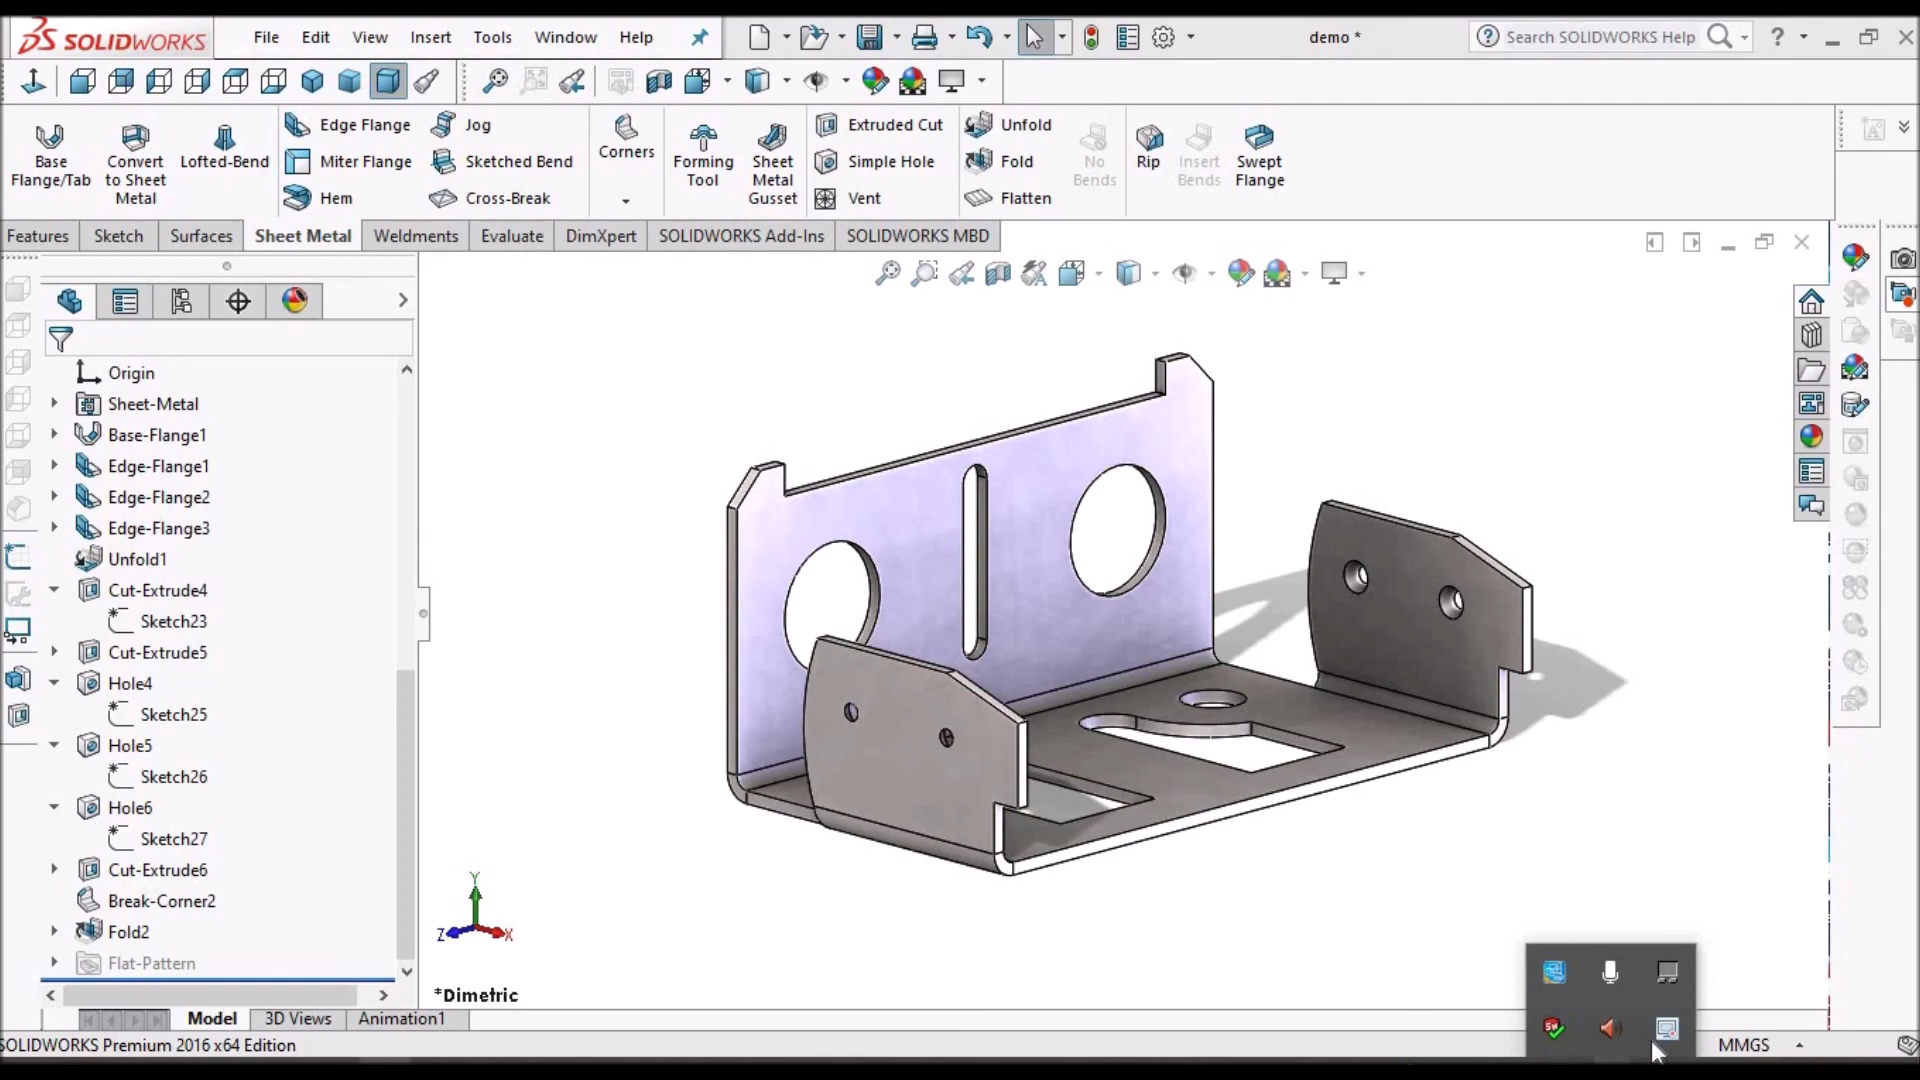 SOLIDWORKS
File Edit View Insert Tools Window Help
demo *
Search SOLIDWORKS Help
Base Flange/Tab
Convert to Sheet Metal
Lofted-Bend
Edge Flange
Miter Flange
Hem
Jog
Sketched Bend
Cross-Break
Corners
Forming Tool
Sheet Metal Gusset
Extruded Cut
Simple Hole
Vent
Unfold
Fold
Flatten
No Bends
Rip
Insert Bends
Swept Flange
Features Sketch Surfaces Sheet Metal Weldments Evaluate DimXpert SOLIDWORKS Add-Ins SOLIDWORKS MBD
Origin
Sheet-Metal
Base-Flange1
Edge-Flange1
Edge-Flange2
Edge-Flange3
Unfold1
Cut-Extrude4
Sketch23
Cut-Extrude5
Hole4
Sketch25
Hole5
Sketch26
Hole6
Sketch27
Cut-Extrude6
Break-Corner2
Fold2
Flat-Pattern
Y
Z
X
*Dimetric
Model 3D Views Animation1
SOLIDWORKS Premium 2016 x64 Edition
MMGS